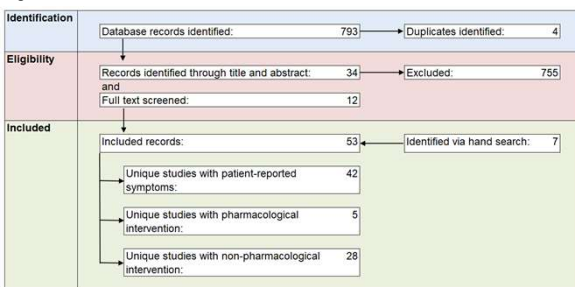 Identification
Database records identified: 793
Duplicates identified: 4
Eligibility
Records identified through title and abstract: 34
Excluded: 755
and
Full text screened: 12
Included
Included records: 53
Identified via hand search: 7
Unique studies with patient-reported 42
symptoms:
Unique studies with pharmacological 5
intervention:
Unique studies with non-pharmacological 28
intervention: